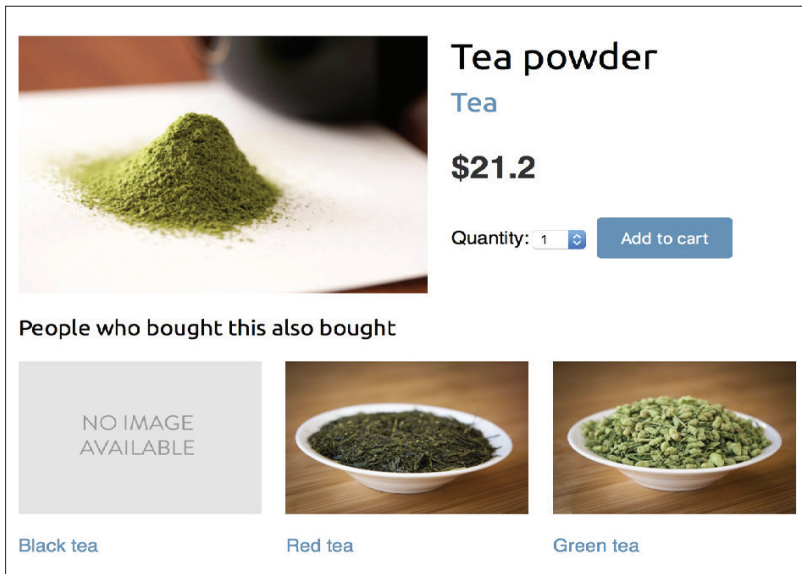 Tea powder
Tea
$21.2
Quantity: 1 Add to cart
People who bought this also bought
NO IMAGE
AVAILABLE
Black tea Red tea Green tea